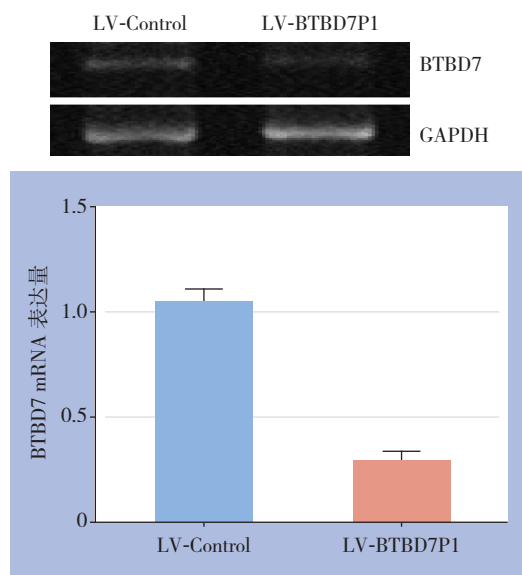 LV-Control LV-BTBD7P1
BTBD7
GAPDH
BTBD7 mRNA 表达量
1.5
1.0
0.5
0
LV-Control LV-BTBD7P1